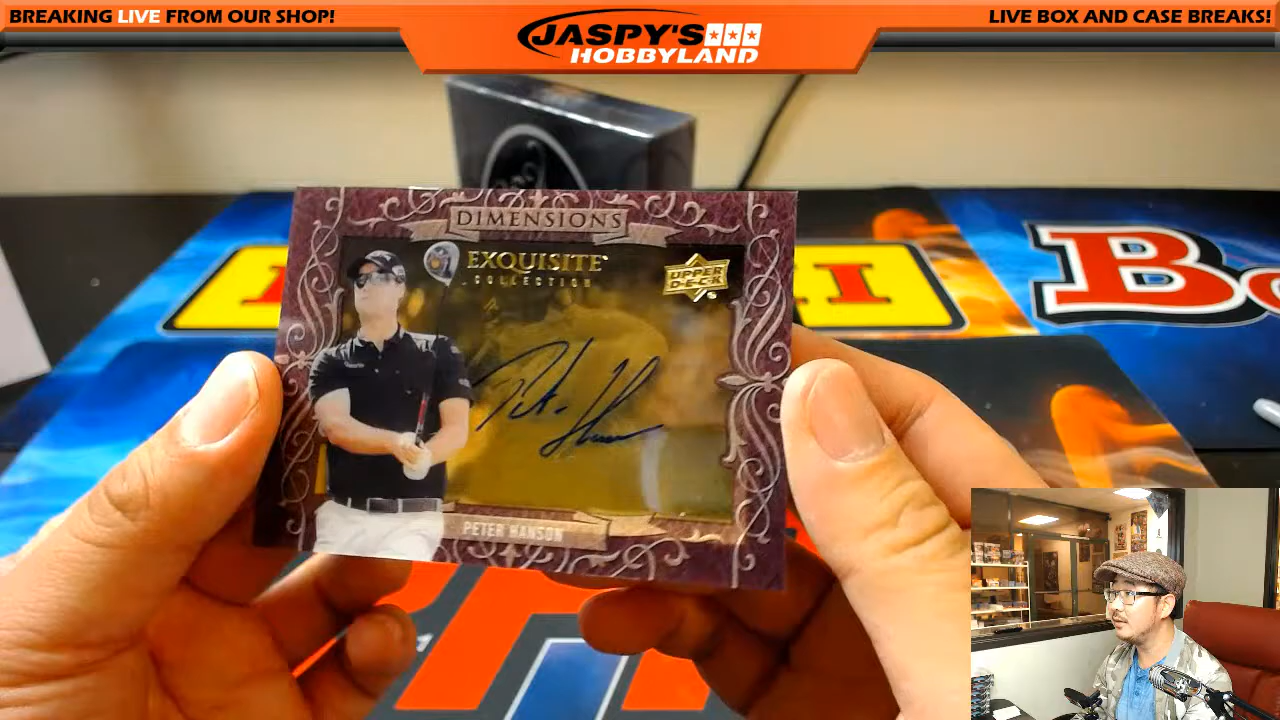 BREAKING LIVE FROM OUR SHOP!
JASPY'S
HOBBYLAND
LIVE BOX AND CASE BREAKS!
DIMENSIONS
EXQUISITE
COLLECTION
UPPER
DECK
PETER HANSON